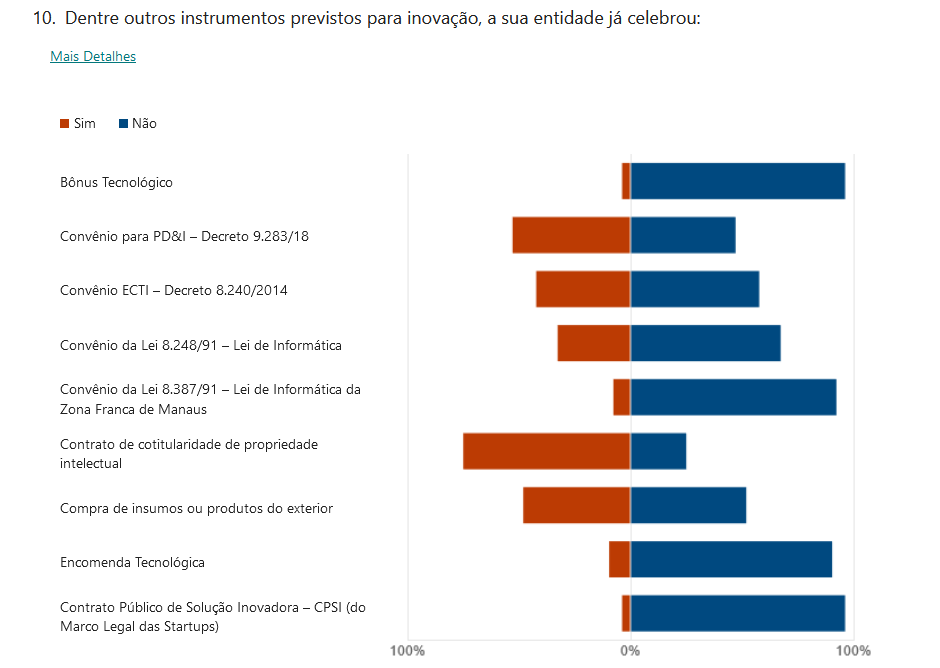 10. Dentre outros instrumentos previstos para inovação, a sua entidade já celebrou:
Mais Detalhes
Sim Não
Bônus Tecnológico
Convênio para PD&I – Decreto 9.283/18
Convênio ECTI – Decreto 8.240/2014
Convênio da Lei 8.248/91 – Lei de Informática
Convênio da Lei 8.387/91 – Lei de Informática da
Zona Franca de Manaus
Contrato de cotitularidade de propriedade
intelectual
Compra de insumos ou produtos do exterior
Encomenda Tecnológica
Contrato Público de Solução Inovadora – CPSI (do
Marco Legal das Startups)
100% 0% 100%